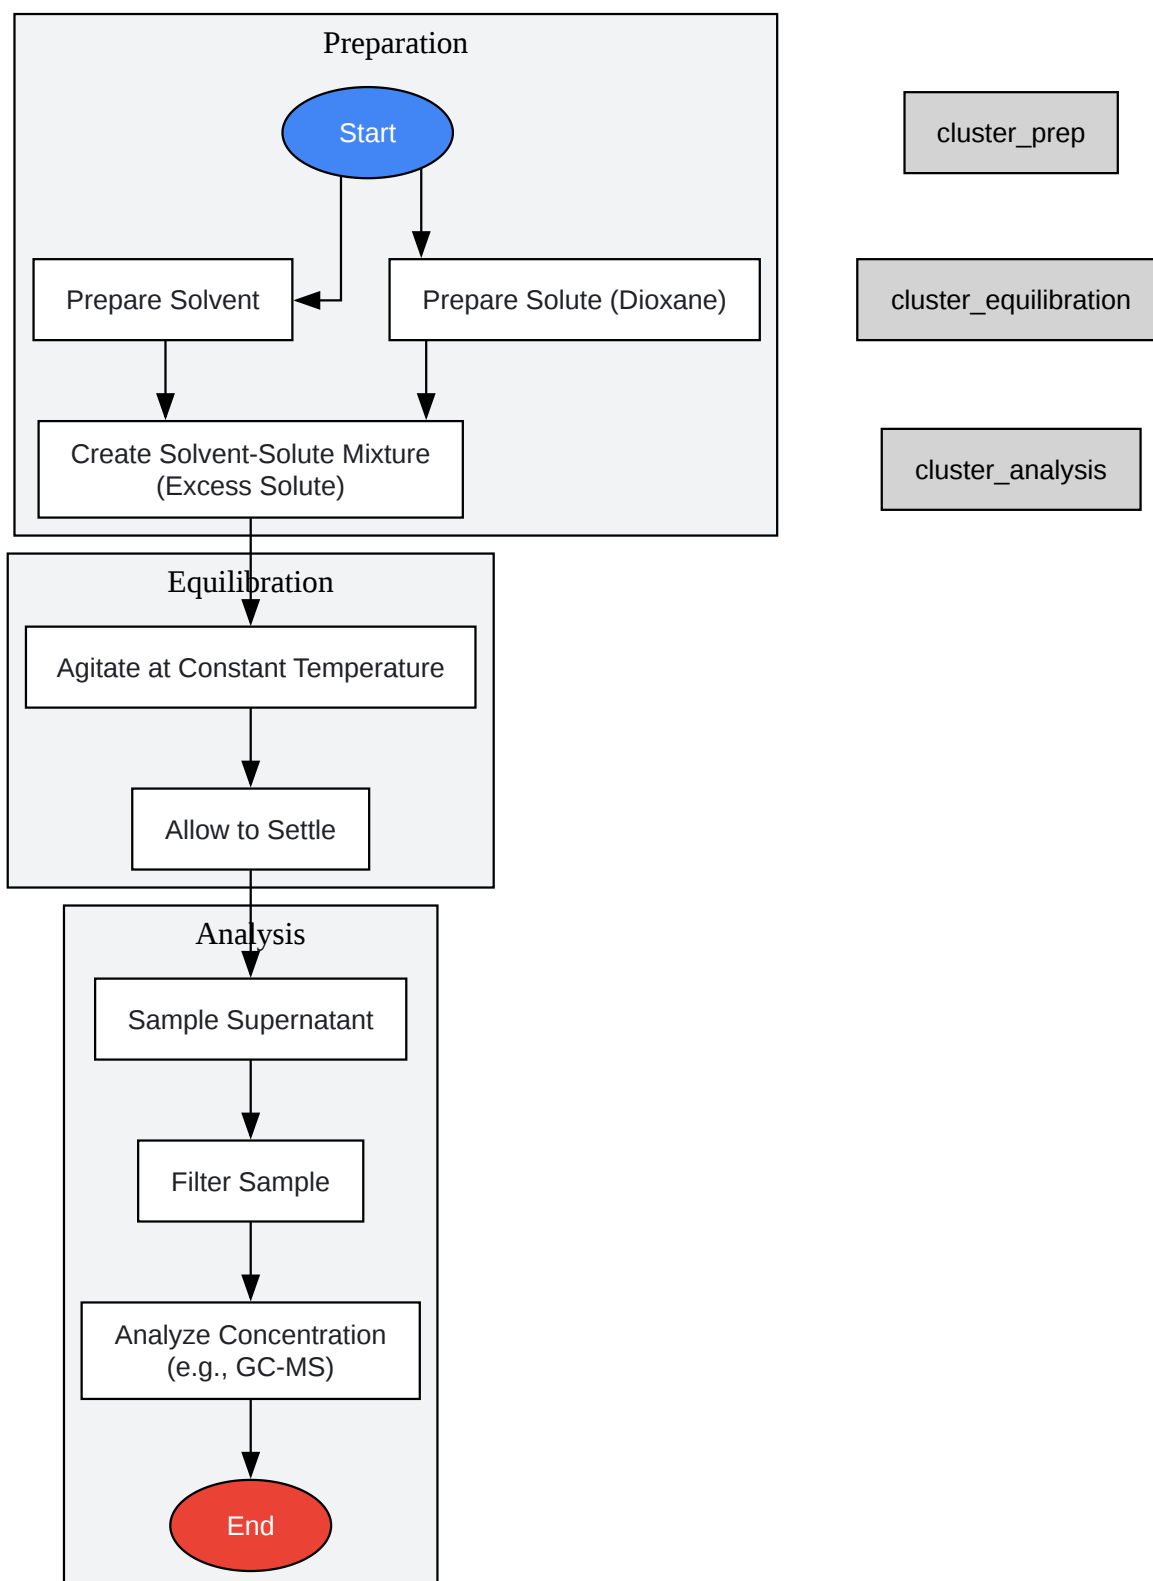 Preparation
Start
cluster_prep
Prepare Solvent
Prepare Solute (Dioxane)
cluster_equilibration
Create Solvent-Solute Mixture
(Excess Solute)
cluster_analysis
Equilibration
Agitate at Constant Temperature
Allow to Settle
Analysis
Sample Supernatant
Filter Sample
Analyze Concentration
(e.g., GC-MS)
End